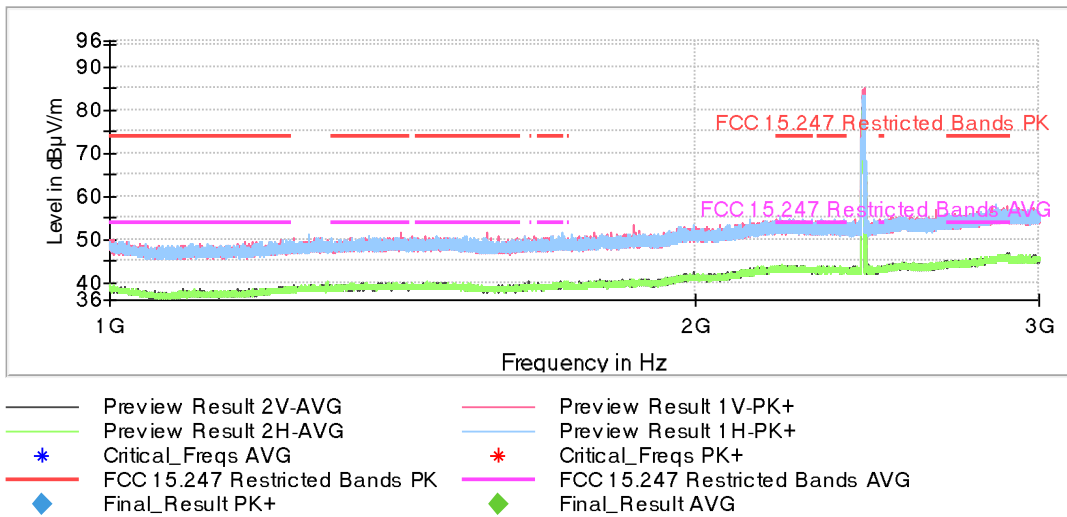 96
90
80
70
60
50
40
36
Level in dBµV/m
FCC 15.247 Restricted Bands PK
FCC 15.247 Restricted Bands AVG
1G
2G
3G
Frequency in Hz
Preview Result 2V-AVG
Preview Result 1V-PK+
Preview Result 2H-AVG
Preview Result 1H-PK+
Critical_Freqs AVG
Critical_Freqs PK+
FCC 15.247 Restricted Bands PK
FCC 15.247 Restricted Bands AVG
Final_Result PK+
Final_Result AVG